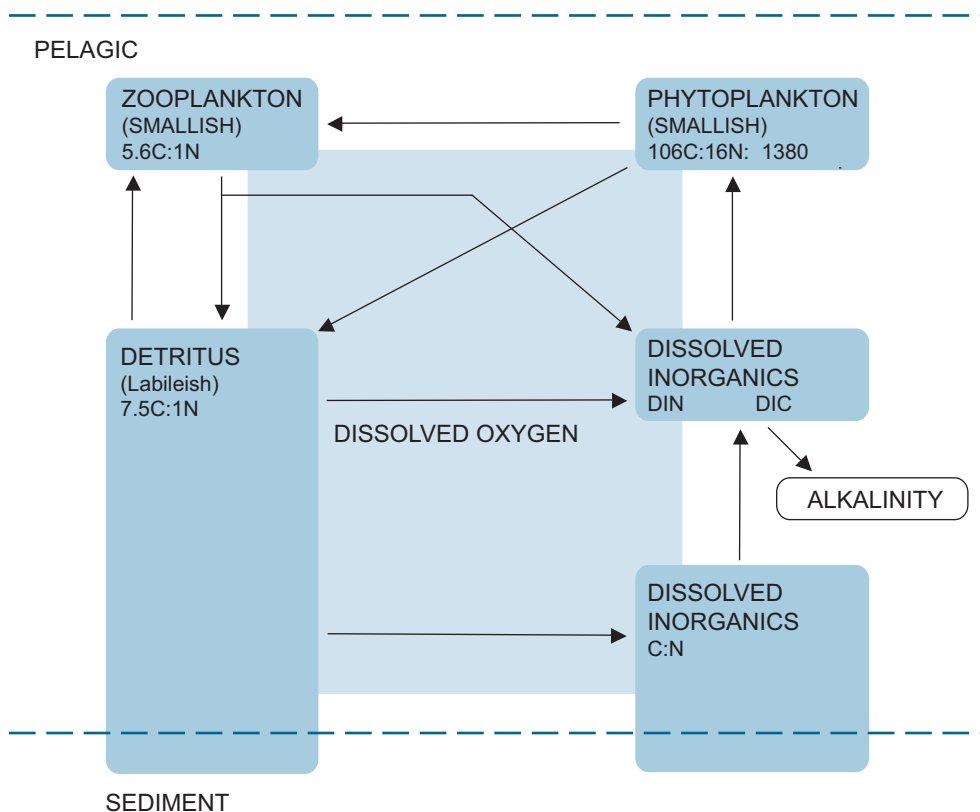 PELAGIC
ZOOPLANKTON
(SMALLISH)
5.6C:1N
PHYTOPLANKTON
(SMALLISH)
106C:16N: 1380
DETRITUS
(Labileish)
7.5C:1N
DISSOLVED
INORGANICS
DIN DIC
DISSOLVED OXYGEN
ALKALINITY
DISSOLVED
INORGANICS
C:N
SEDIMENT